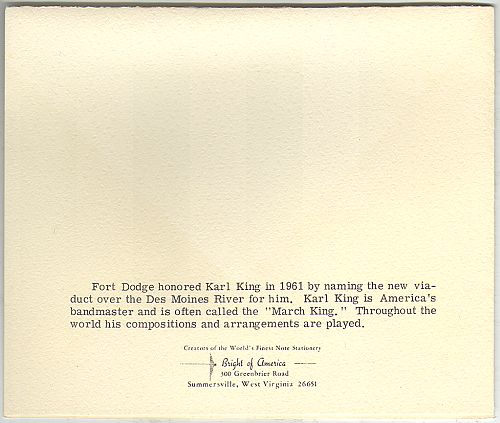 Fort Dodge honored Karl King in 1961 by naming the new via-
duct over the Des Moines River for him. Karl King is America's
bandmaster and is often called the "March King." Throughout the
world his compositions and arrangements are played.
Creators of the World's Finest Note Stationery
Bright of America
300 Greenbrier Road
Summersville, West Virginia 26651